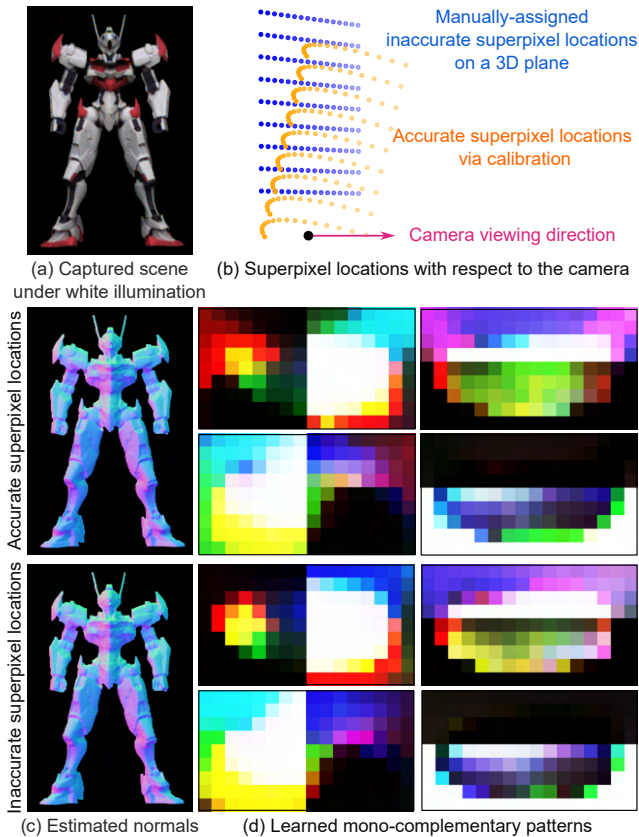 Manually-assigned
inaccurate superpixel locations
on a 3D plane
Accurate superpixel locations
via calibration
Camera viewing direction
(a) Captured scene
under white illumination
(b) Superpixel locations with respect to the camera
Accurate superpixel locations
Inaccurate superpixel locations
(c) Estimated normals
(d) Learned mono-complementary patterns